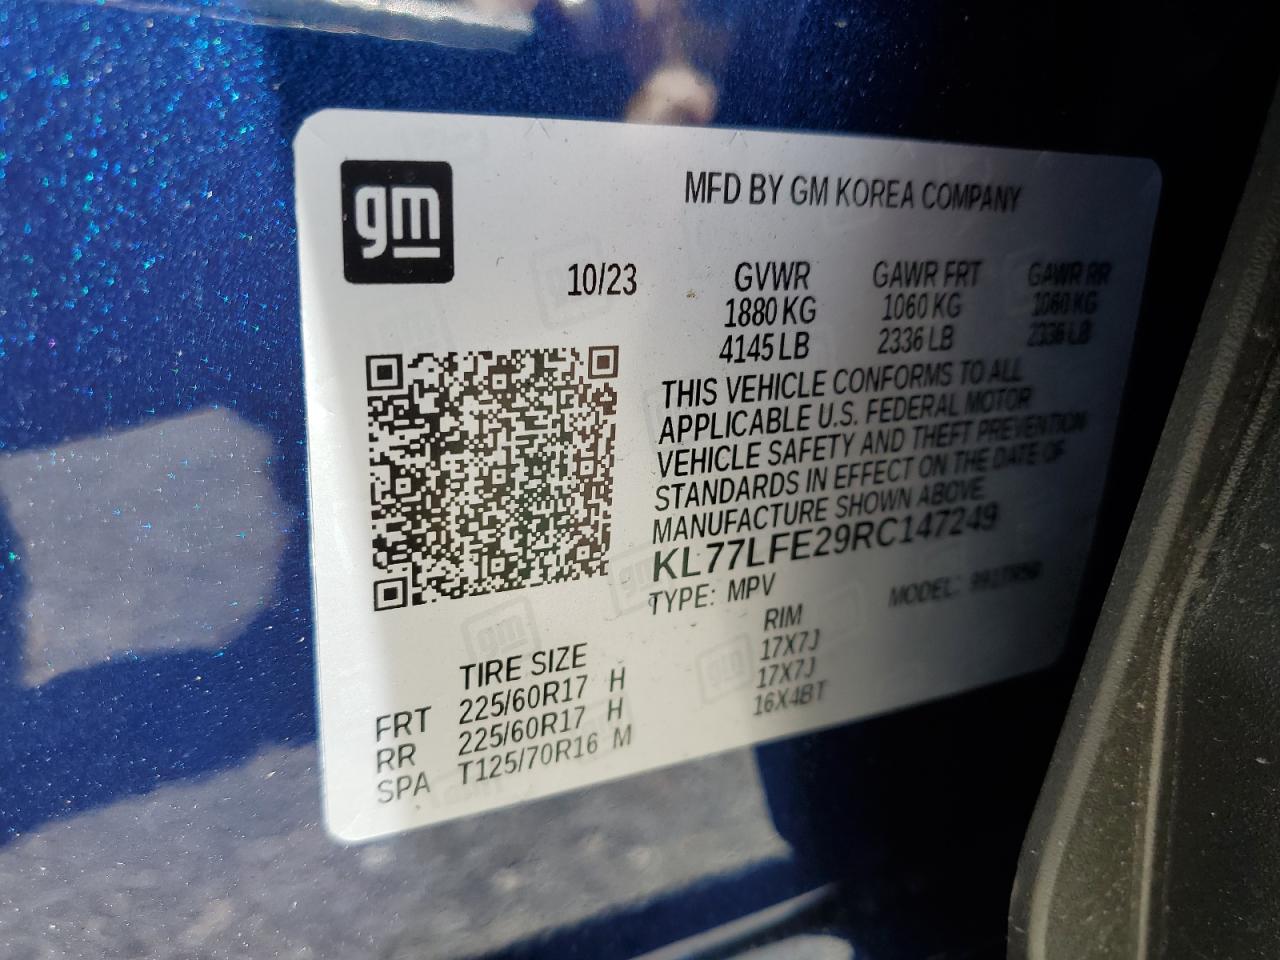 gm
MFD BY GM KOREA COMPANY
10/23 GVWR GAWR FRT GAWR RR
1880 KG 1060 KG 1060 KG
4145 LB 2336 LB 2336 LB
THIS VEHICLE CONFORMS TO ALL
APPLICABLE U.S. FEDERAL MOTOR
VEHICLE SAFETY AND THEFT PREVENTION
STANDARDS IN EFFECT ON THE DATE OF
MANUFACTURE SHOWN ABOVE
KL77LFE29RC147249
TYPE: MPV MODEL:
TIRE SIZE RIM
FRT 225/60R17 H 17X7J
RR 225/60R17 H 17X7J
SPA T125/70R16 M 16X4BT